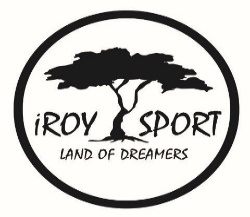 iROY SPORT
LAND OF DREAMERS